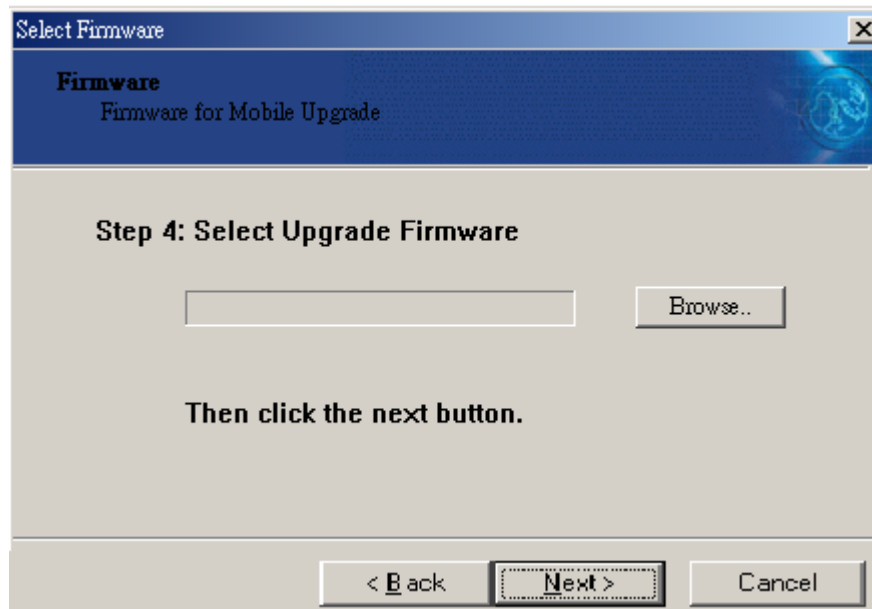 Select Firmware
Firmware
Firmware for Mobile Upgrade
Step 4: Select Upgrade Firmware
Browse..
Then click the next button.
< Back
Next >
Cancel